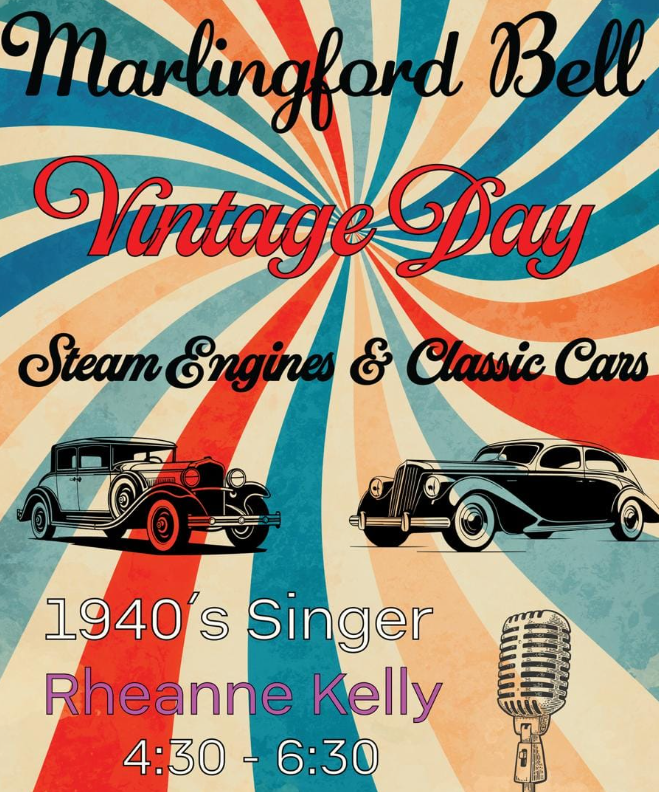 Marlingford Bell
Vintage Day
Steam Engines & Classic Cars
1940's Singer
Rheanne Kelly
4:30 - 6:30